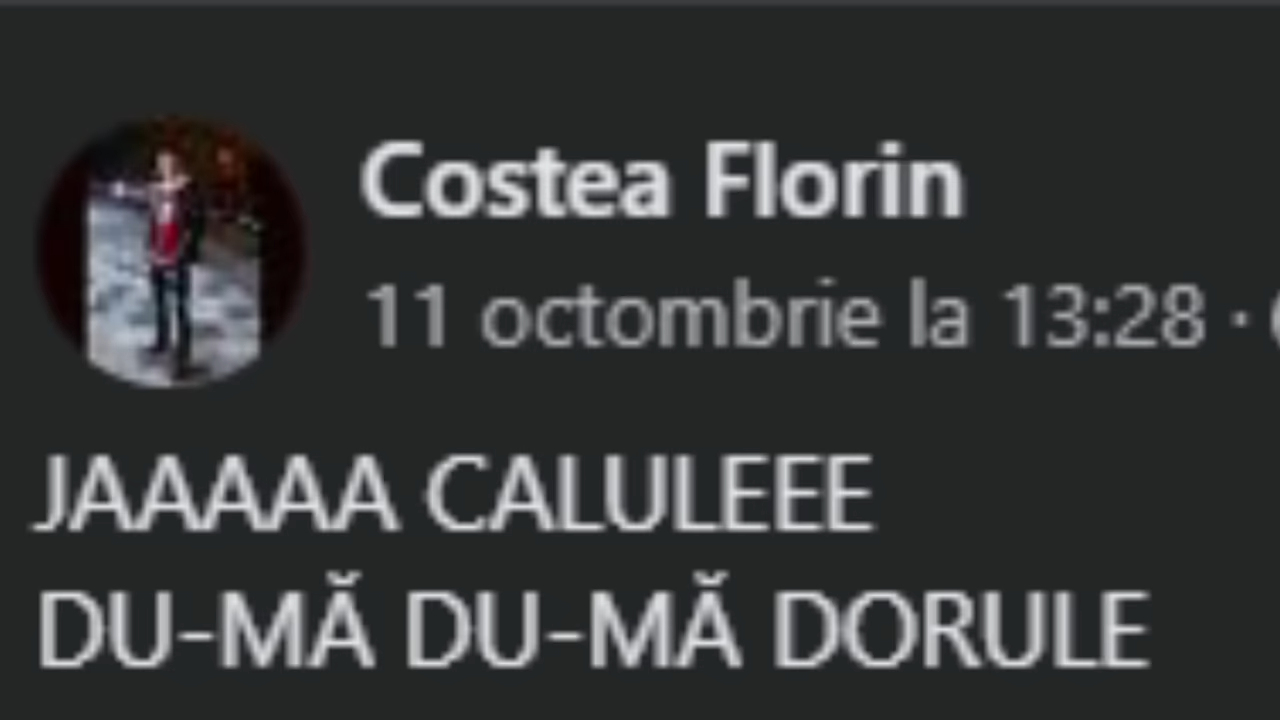 Costea Florin
11 octombrie la 13:28 ·
JAAAAA CALULEEE
DU-MĂ DU-MĂ DORULE